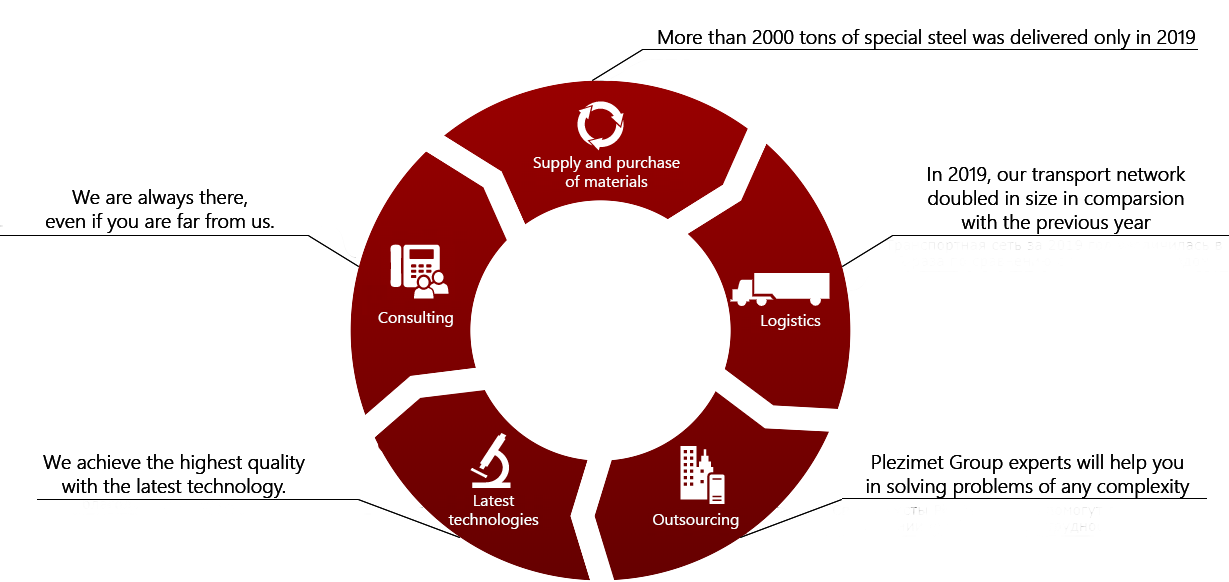 More than 2000 tons of special steel was delivered only in 2019
Supply and purchase
of materials
In 2019, our transport network
doubled in size in comparsion
with the previous year
We are always there,
even if you are far from us.
Consulting
Logistics
We achieve the highest quality
with the latest technology.
Latest
technologies
Outsourcing
Plezimet Group experts will help you
in solving problems of any complexity